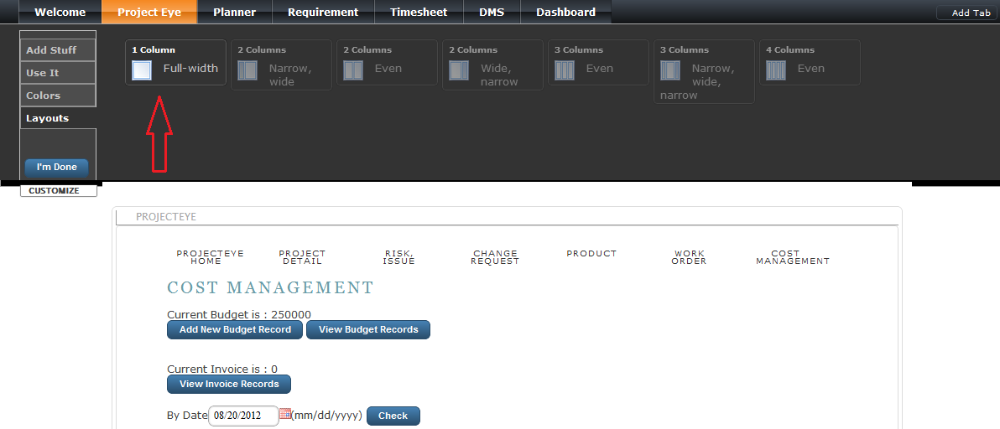 Welcome Project Eye Planner Requirement Timesheet DMS Dashboard Add Tab
Add Stuff
Use It
Colors
Layouts
I'm Done
CUSTOMIZE
1 Column
Full-width
2 Columns
Narrow,
wide
2 Columns
Even
2 Columns
Wide,
narrow
3 Columns
Even
3 Columns
Narrow,
wide,
narrow
4 Columns
Even
PROJECTEYE
PROJECTEYE
HOME
PROJECT
DETAIL
RISK,
ISSUE
CHANGE
REQUEST
PRODUCT
WORK
ORDER
COST
MANAGEMENT
COST MANAGEMENT
Current Budget is : 250000
Add New Budget Record View Budget Records
Current Invoice is : 0
View Invoice Records
By Date 08/20/2012 (mm/dd/yyyy) Check